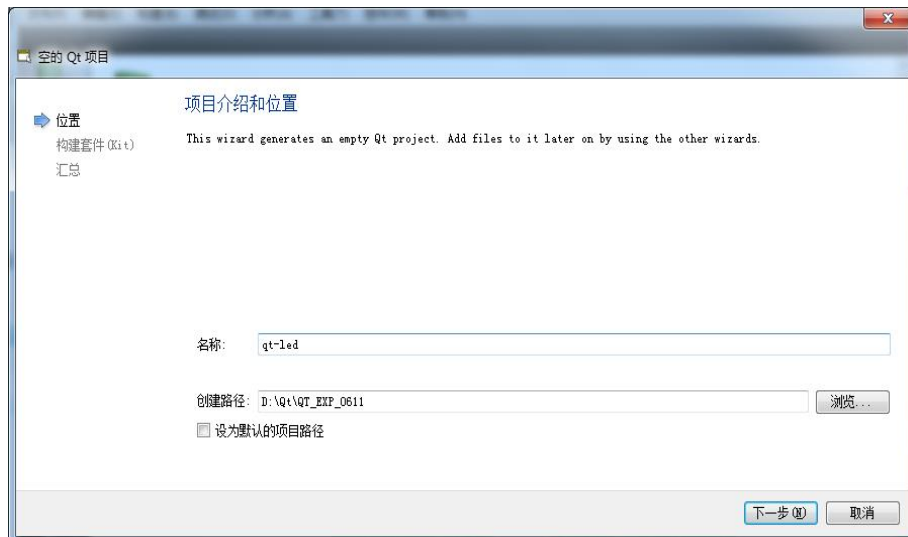 空的 Qt 项目
位置
构建套件(Kit)
汇总
项目介绍和位置
This wizard generates an empty Qt project. Add files to it later on by using the other wizards.
名称: qt-led
创建路径: D:\Qt\QT_EXP_0611 浏览...
设为默认的项目路径
下一步(N) 取消